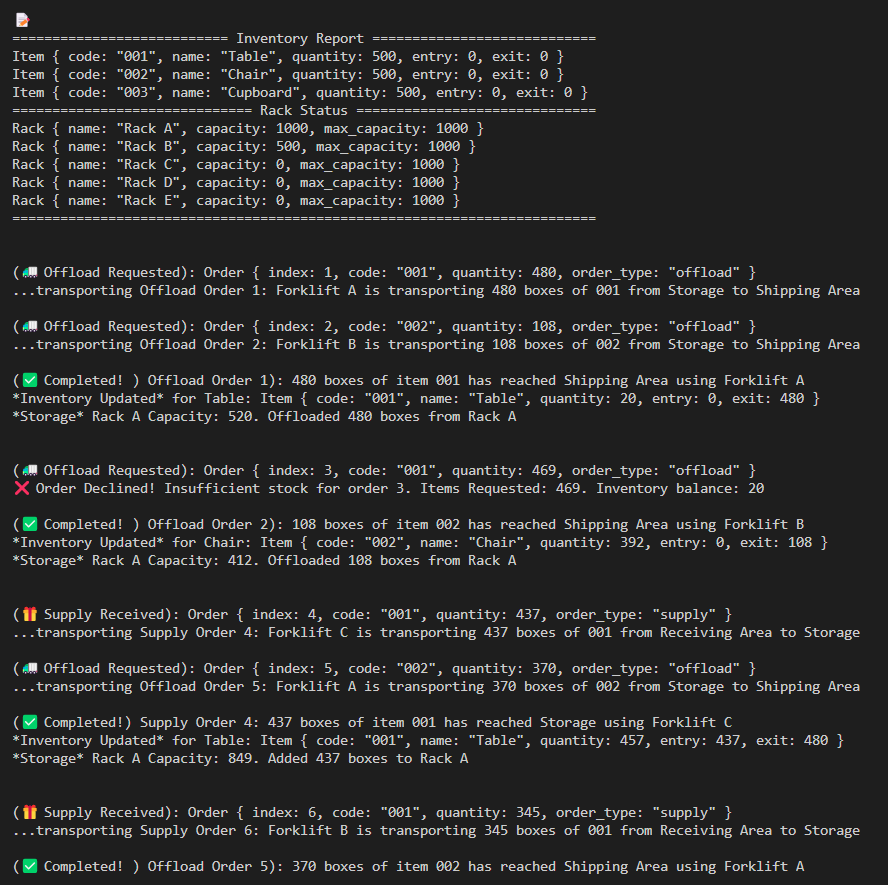 📝
=========================== Inventory Report ============================
Item { code: "001", name: "Table", quantity: 500, entry: 0, exit: 0 }
Item { code: "002", name: "Chair", quantity: 500, entry: 0, exit: 0 }
Item { code: "003", name: "Cupboard", quantity: 500, entry: 0, exit: 0 }
============================== Rack Status ==============================
Rack { name: "Rack A", capacity: 1000, max_capacity: 1000 }
Rack { name: "Rack B", capacity: 500, max_capacity: 1000 }
Rack { name: "Rack C", capacity: 0, max_capacity: 1000 }
Rack { name: "Rack D", capacity: 0, max_capacity: 1000 }
Rack { name: "Rack E", capacity: 0, max_capacity: 1000 }
=========================================================================
(🚚 Offload Requested): Order { index: 1, code: "001", quantity: 480, order_type: "offload" }
...transporting Offload Order 1: Forklift A is transporting 480 boxes of 001 from Storage to Shipping Area
(🚚 Offload Requested): Order { index: 2, code: "002", quantity: 108, order_type: "offload" }
...transporting Offload Order 2: Forklift B is transporting 108 boxes of 002 from Storage to Shipping Area
(✅ Completed! ) Offload Order 1): 480 boxes of item 001 has reached Shipping Area using Forklift A
*Inventory Updated* for Table: Item { code: "001", name: "Table", quantity: 20, entry: 0, exit: 480 }
*Storage* Rack A Capacity: 520. Offloaded 480 boxes from Rack A
(🚚 Offload Requested): Order { index: 3, code: "001", quantity: 469, order_type: "offload" }
❌ Order Declined! Insufficient stock for order 3. Items Requested: 469. Inventory balance: 20
(✅ Completed! ) Offload Order 2): 108 boxes of item 002 has reached Shipping Area using Forklift B
*Inventory Updated* for Chair: Item { code: "002", name: "Chair", quantity: 392, entry: 0, exit: 108 }
*Storage* Rack A Capacity: 412. Offloaded 108 boxes from Rack A
(🎁 Supply Received): Order { index: 4, code: "001", quantity: 437, order_type: "supply" }
...transporting Supply Order 4: Forklift C is transporting 437 boxes of 001 from Receiving Area to Storage
(🚚 Offload Requested): Order { index: 5, code: "002", quantity: 370, order_type: "offload" }
...transporting Offload Order 5: Forklift A is transporting 370 boxes of 002 from Storage to Shipping Area
(✅ Completed!) Supply Order 4: 437 boxes of item 001 has reached Storage using Forklift C
*Inventory Updated* for Table: Item { code: "001", name: "Table", quantity: 457, entry: 437, exit: 480 }
*Storage* Rack A Capacity: 849. Added 437 boxes to Rack A
(🎁 Supply Received): Order { index: 6, code: "001", quantity: 345, order_type: "supply" }
...transporting Supply Order 6: Forklift B is transporting 345 boxes of 001 from Receiving Area to Storage
(✅ Completed! ) Offload Order 5): 370 boxes of item 002 has reached Shipping Area using Forklift A